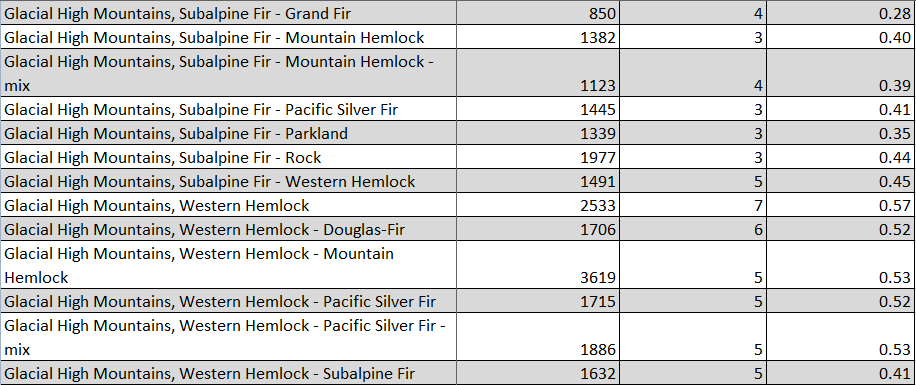 Glacial High Mountains, Subalpine Fir - Grand Fir 850 4 0.28
Glacial High Mountains, Subalpine Fir - Mountain Hemlock 1382 3 0.40
Glacial High Mountains, Subalpine Fir - Mountain Hemlock -
mix 1123 4 0.39
Glacial High Mountains, Subalpine Fir - Pacific Silver Fir 1445 3 0.41
Glacial High Mountains, Subalpine Fir - Parkland 1339 3 0.35
Glacial High Mountains, Subalpine Fir - Rock 1977 3 0.44
Glacial High Mountains, Subalpine Fir - Western Hemlock 1491 5 0.45
Glacial High Mountains, Western Hemlock 2533 7 0.57
Glacial High Mountains, Western Hemlock - Douglas-Fir 1706 6 0.52
Glacial High Mountains, Western Hemlock - Mountain
Hemlock 3619 5 0.53
Glacial High Mountains, Western Hemlock - Pacific Silver Fir 1715 5 0.52
Glacial High Mountains, Western Hemlock - Pacific Silver Fir -
mix 1886 5 0.53
Glacial High Mountains, Western Hemlock - Subalpine Fir 1632 5 0.41